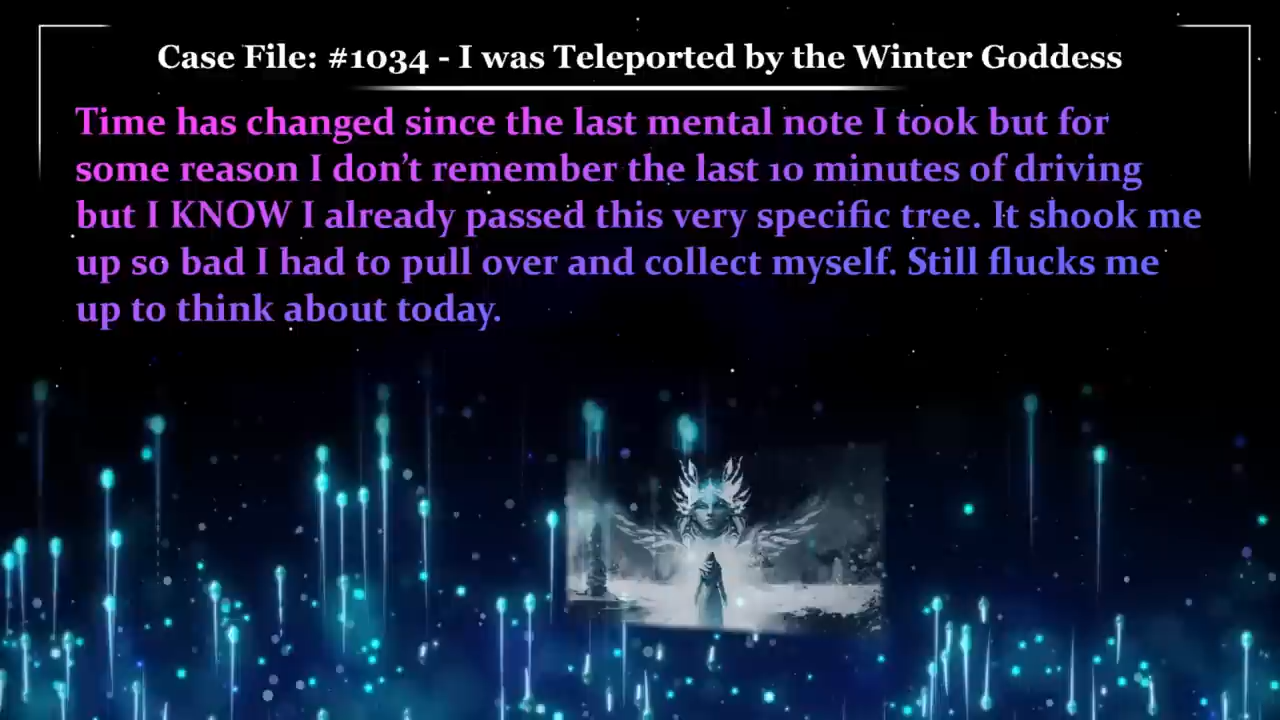 Case File: #1034 - I was Teleported by the Winter Goddess
Time has changed since the last mental note I took but for
some reason I don’t remember the last 10 minutes of driving
but I KNOW I already passed this very specific tree. It shook me
up so bad I had to pull over and collect myself. Still flucks me
up to think about today.